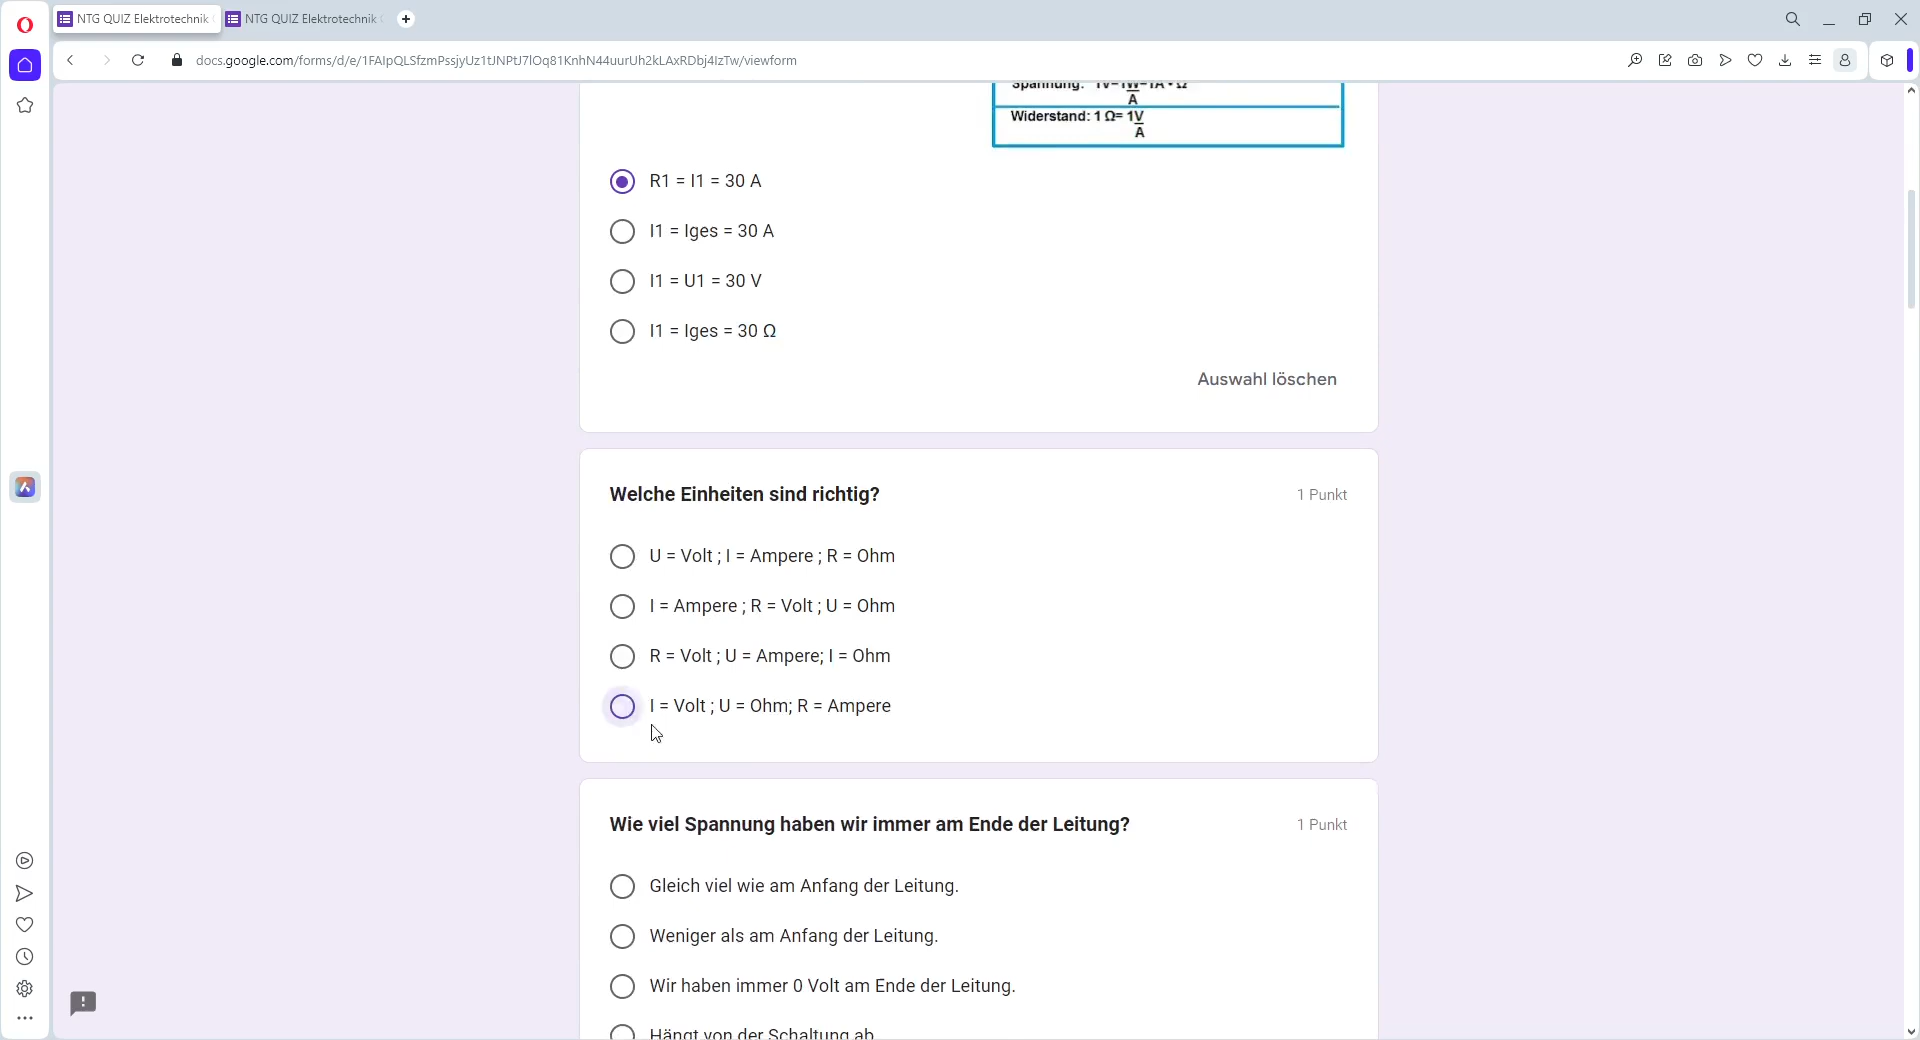 NTG QUIZ Elektrotechnik
NTG QUIZ Elektrotechnik
docs.google.com/forms/d/e/1FAIpQLSfzmPssjyUz1tJNPtJ7lOq81KnhN44uurUh2kLAxRDbj4IzTw/viewform
Spannung: 1V=1W=1A•Ω
A
Widerstand: 1 Ω= 1V
A
R1 = I1 = 30 A
I1 = Iges = 30 A
I1 = U1 = 30 V
I1 = Iges = 30 Ω
Auswahl löschen
Welche Einheiten sind richtig?
1 Punkt
U = Volt ; I = Ampere ; R = Ohm
I = Ampere ; R = Volt ; U = Ohm
R = Volt ; U = Ampere; I = Ohm
I = Volt ; U = Ohm; R = Ampere
Wie viel Spannung haben wir immer am Ende der Leitung?
1 Punkt
Gleich viel wie am Anfang der Leitung.
Weniger als am Anfang der Leitung.
Wir haben immer 0 Volt am Ende der Leitung.
Hängt von der Schaltung ab